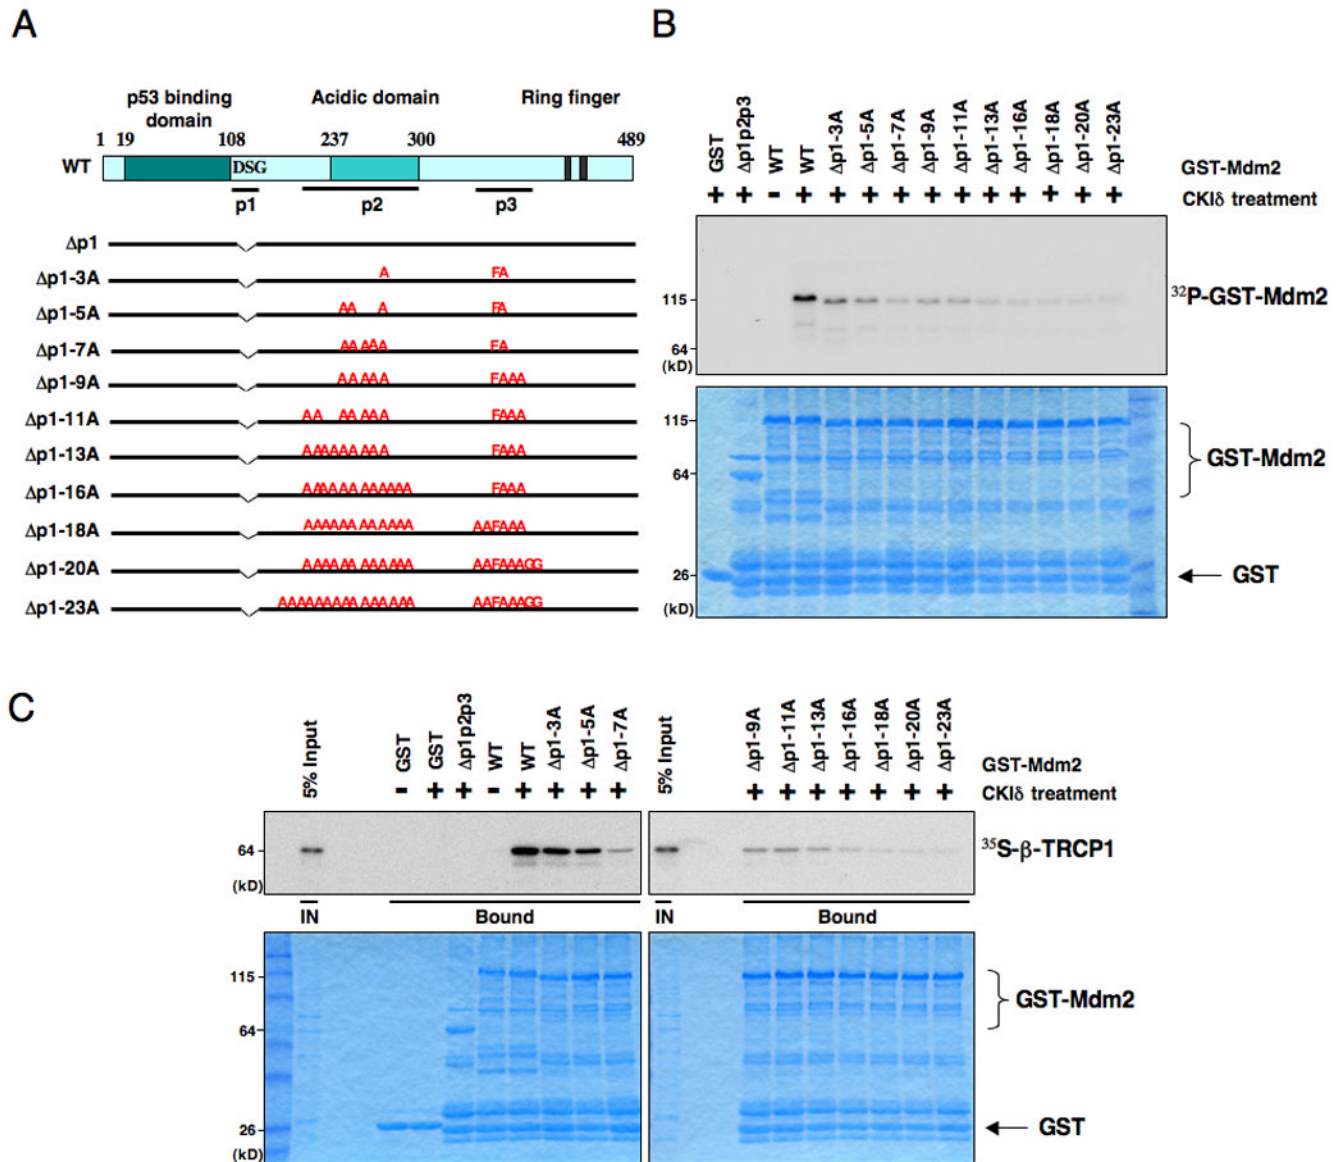 A
p53 binding domain
Acidic domain
Ring finger
1 19 108 237 300 489
WT
DSG
p1 p2 p3
Δp1
Δp1-3A
A FA
Δp1-5A
AA A FA
Δp1-7A
AA AAA FA
Δp1-9A
AA AAA FAAA
Δp1-11A
AA AA AAA FAAA
Δp1-13A
AAAAAA AAA FAAA
Δp1-16A
AAAAAA AAAAAA FAAA
Δp1-18A
AAAAAA AAAAAA AAFAAA
Δp1-20A
AAAAAA AAAAAA AAFAAAGG
Δp1-23A
AAAAAAAAA AAAAAA AAFAAAGG
B
GST Δp1p2p3 WT WT Δp1-3A Δp1-5A Δp1-7A Δp1-9A Δp1-11A Δp1-13A Δp1-16A Δp1-18A Δp1-20A Δp1-23A
GST-Mdm2
+ + - + + + + + + + + + + +
CKIδ treatment
115
³²P-GST-Mdm2
64
(kD)
115
64
GST-Mdm2
26
GST
(kD)
C
5% Input GST GST Δp1p2p3 WT WT Δp1-3A Δp1-5A Δp1-7A 5% Input Δp1-9A Δp1-11A Δp1-13A Δp1-16A Δp1-18A Δp1-20A Δp1-23A
GST-Mdm2
- + + - + + + + + + + + + + +
CKIδ treatment
64
³⁵S-β-TRCP1
(kD)
IN Bound IN Bound
115
GST-Mdm2
64
26
GST
(kD)